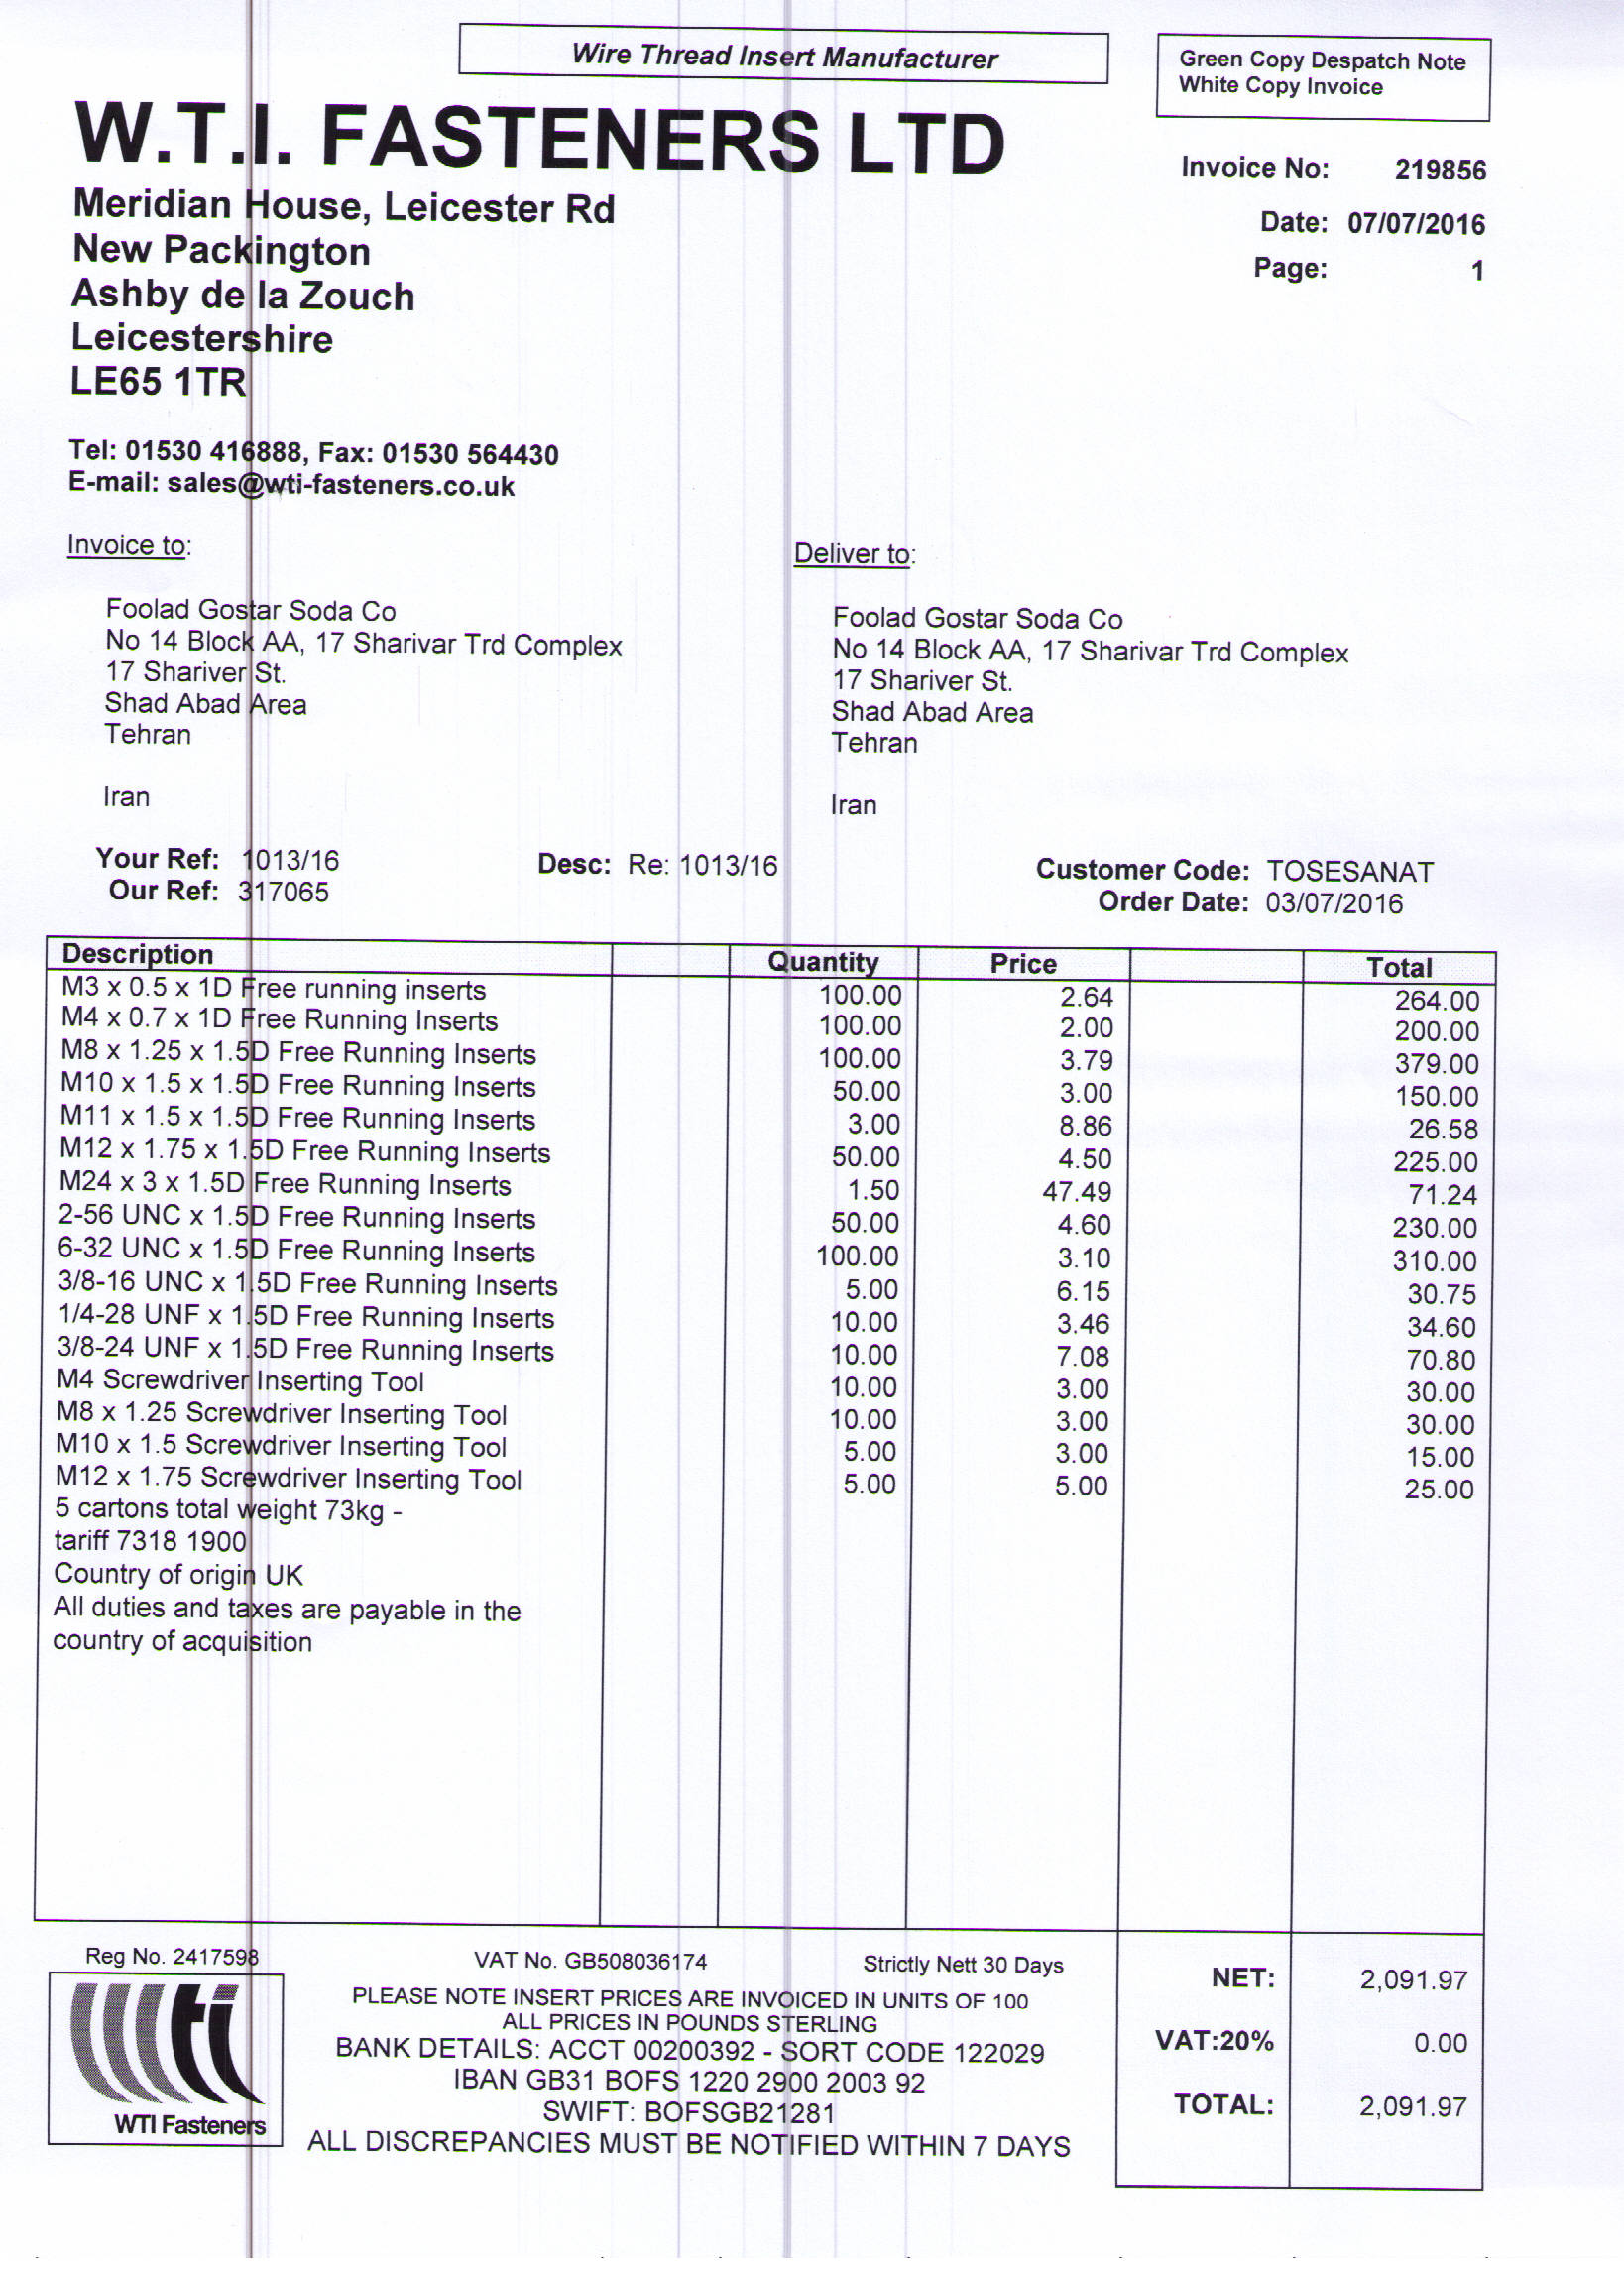 Wire Thread Insert Manufacturer
Green Copy Despatch Note
White Copy Invoice
W.T.I. FASTENERS LTD
Meridian House, Leicester Rd
New Packington
Ashby de la Zouch
Leicestershire
LE65 1TR
Invoice No: 219856
Date: 07/07/2016
Page: 1
Tel: 01530 416888, Fax: 01530 564430
E-mail: sales@wti-fasteners.co.uk
Invoice to:
Foolad Gostar Soda Co
No 14 Block AA, 17 Sharivar Trd Complex
17 Shariver St.
Shad Abad Area
Tehran
Iran
Deliver to:
Foolad Gostar Soda Co
No 14 Block AA, 17 Sharivar Trd Complex
17 Shariver St.
Shad Abad Area
Tehran
Iran
Your Ref: 1013/16 Desc: Re: 1013/16 Customer Code: TOSESANAT
Our Ref: 317065 Order Date: 03/07/2016
Description Quantity Price Total
M3 x 0.5 x 1D Free running inserts 100.00 2.64 264.00
M4 x 0.7 x 1D Free Running Inserts 100.00 2.00 200.00
M8 x 1.25 x 1.5D Free Running Inserts 100.00 3.79 379.00
M10 x 1.5 x 1.5D Free Running Inserts 50.00 3.00 150.00
M11 x 1.5 x 1.5D Free Running Inserts 3.00 8.86 26.58
M12 x 1.75 x 1.5D Free Running Inserts 50.00 4.50 225.00
M24 x 3 x 1.5D Free Running Inserts 1.50 47.49 71.24
2-56 UNC x 1.5D Free Running Inserts 50.00 4.60 230.00
6-32 UNC x 1.5D Free Running Inserts 100.00 3.10 310.00
3/8-16 UNC x 1.5D Free Running Inserts 5.00 6.15 30.75
1/4-28 UNF x 1.5D Free Running Inserts 10.00 3.46 34.60
3/8-24 UNF x 1.5D Free Running Inserts 10.00 7.08 70.80
M4 Screwdriver Inserting Tool 10.00 3.00 30.00
M8 x 1.25 Screwdriver Inserting Tool 10.00 3.00 30.00
M10 x 1.5 Screwdriver Inserting Tool 5.00 3.00 15.00
M12 x 1.75 Screwdriver Inserting Tool 5.00 5.00 25.00
5 cartons total weight 73kg -
tariff 7318 1900
Country of origin UK
All duties and taxes are payable in the
country of acquisition
Reg No. 2417598 VAT No. GB508036174 Strictly Nett 30 Days
PLEASE NOTE INSERT PRICES ARE INVOICED IN UNITS OF 100
ALL PRICES IN POUNDS STERLING
BANK DETAILS: ACCT 00200392 - SORT CODE 122029
IBAN GB31 BOFS 1220 2900 2003 92
SWIFT: BOFSGB21281
ALL DISCREPANCIES MUST BE NOTIFIED WITHIN 7 DAYS
wti
WTI Fasteners
NET: 2,091.97
VAT:20% 0.00
TOTAL: 2,091.97